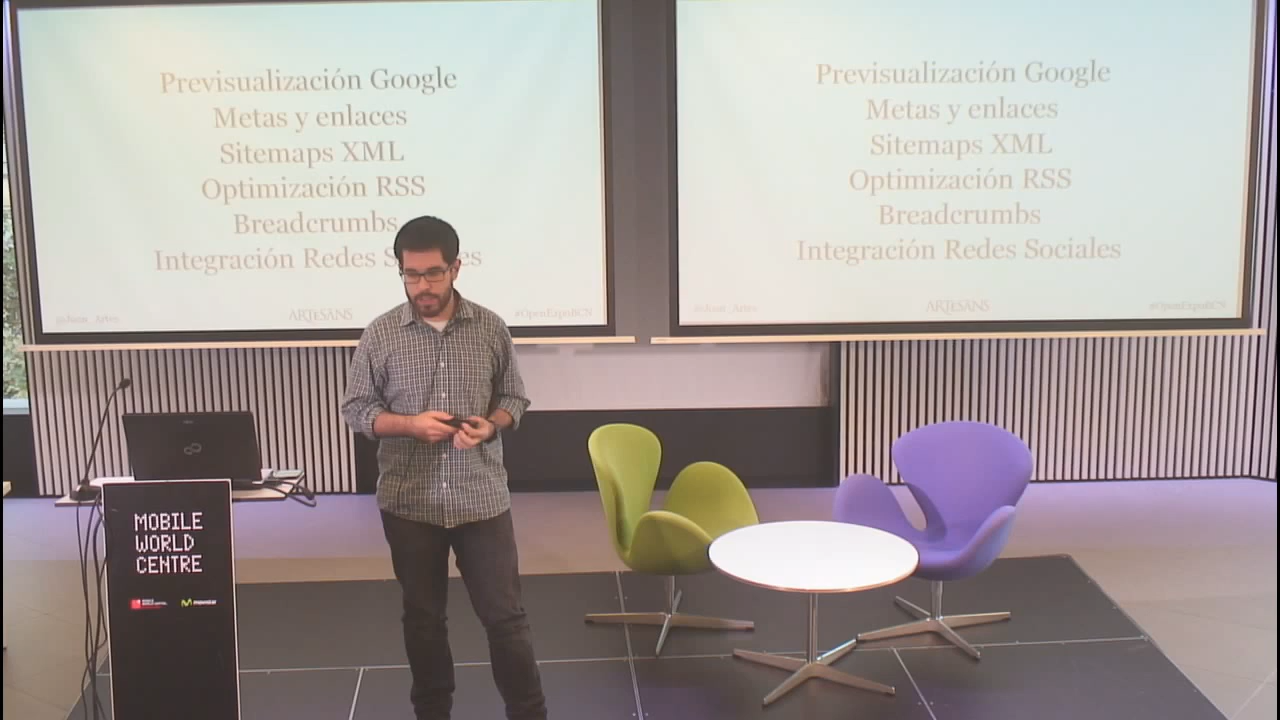 Previsualización Google
Metas y enlaces
Sitemaps XML
Optimización RSS
Breadcrumbs
Integración Redes S es
ARTESANS
#OpenExpoBCN
Previsualización Google
Metas y enlaces
Sitemaps XML
Optimización RSS
Breadcrumbs
Integración Redes Sociales
ARTESANS
#OpenExpoBCN
MOBILE
WORLD
CENTRE
movistar